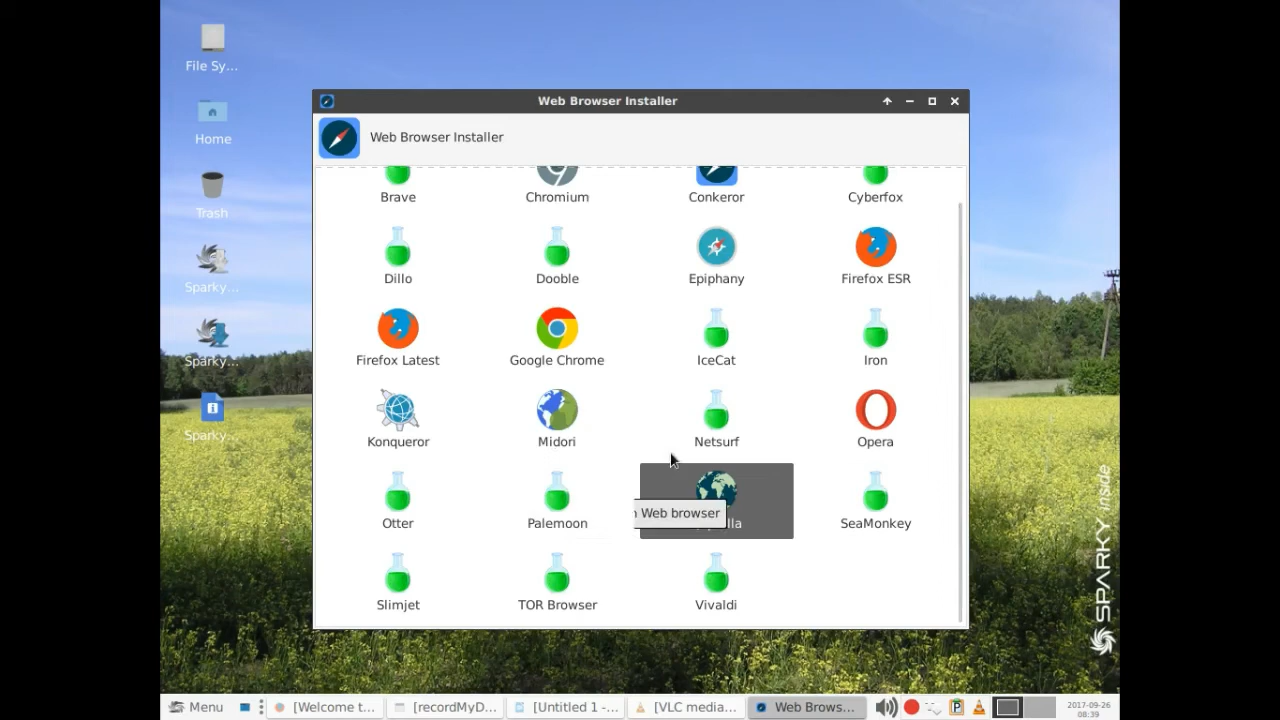 File Sy...
Home
Trash
Sparky...
Sparky...
Sparky...
Web Browser Installer
Web Browser Installer
Brave
Chromium
Conkeror
Cyberfox
Dillo
Dooble
Epiphany
Firefox ESR
Firefox Latest
Google Chrome
IceCat
Iron
Konqueror
Midori
Netsurf
Opera
Otter
Palemoon
Web browser
SeaMonkey
Slimjet
TOR Browser
Vivaldi
SPARKY inside
Menu
[Welcome t...
[recordMyD...
[Untitled 1 -...
[VLC media...
Web Brows...
2017-09-26
08:39